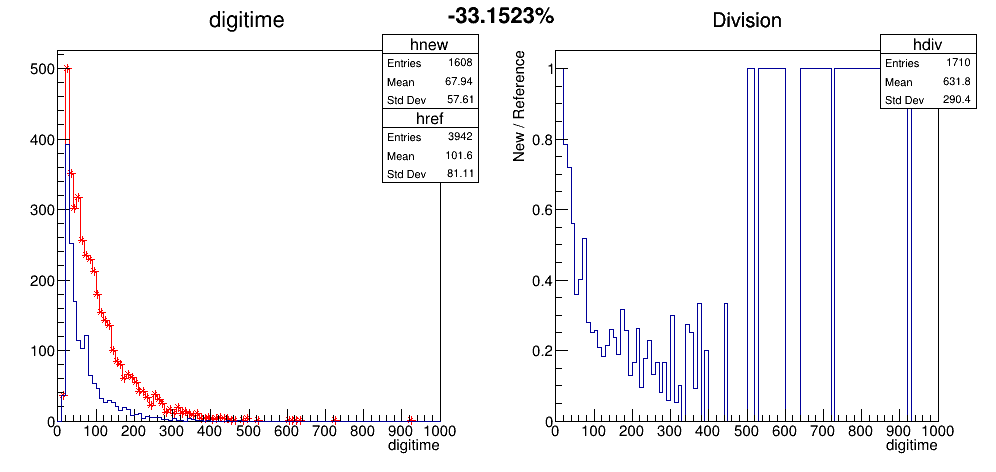 -33.1523%
digitime
hnew
Entries 1608
Mean 67.94
Std Dev 57.61
href
Entries 3942
Mean 101.6
Std Dev 81.11
500
400
300
200
100
0
0 100 200 300 400 500 600 700 800 900 1000
digitime
Division
hdiv
Entries 1710
Mean 631.8
Std Dev 290.4
New / Reference
1
0.8
0.6
0.4
0.2
0
0 100 200 300 400 500 600 700 800 900 1000
digitime